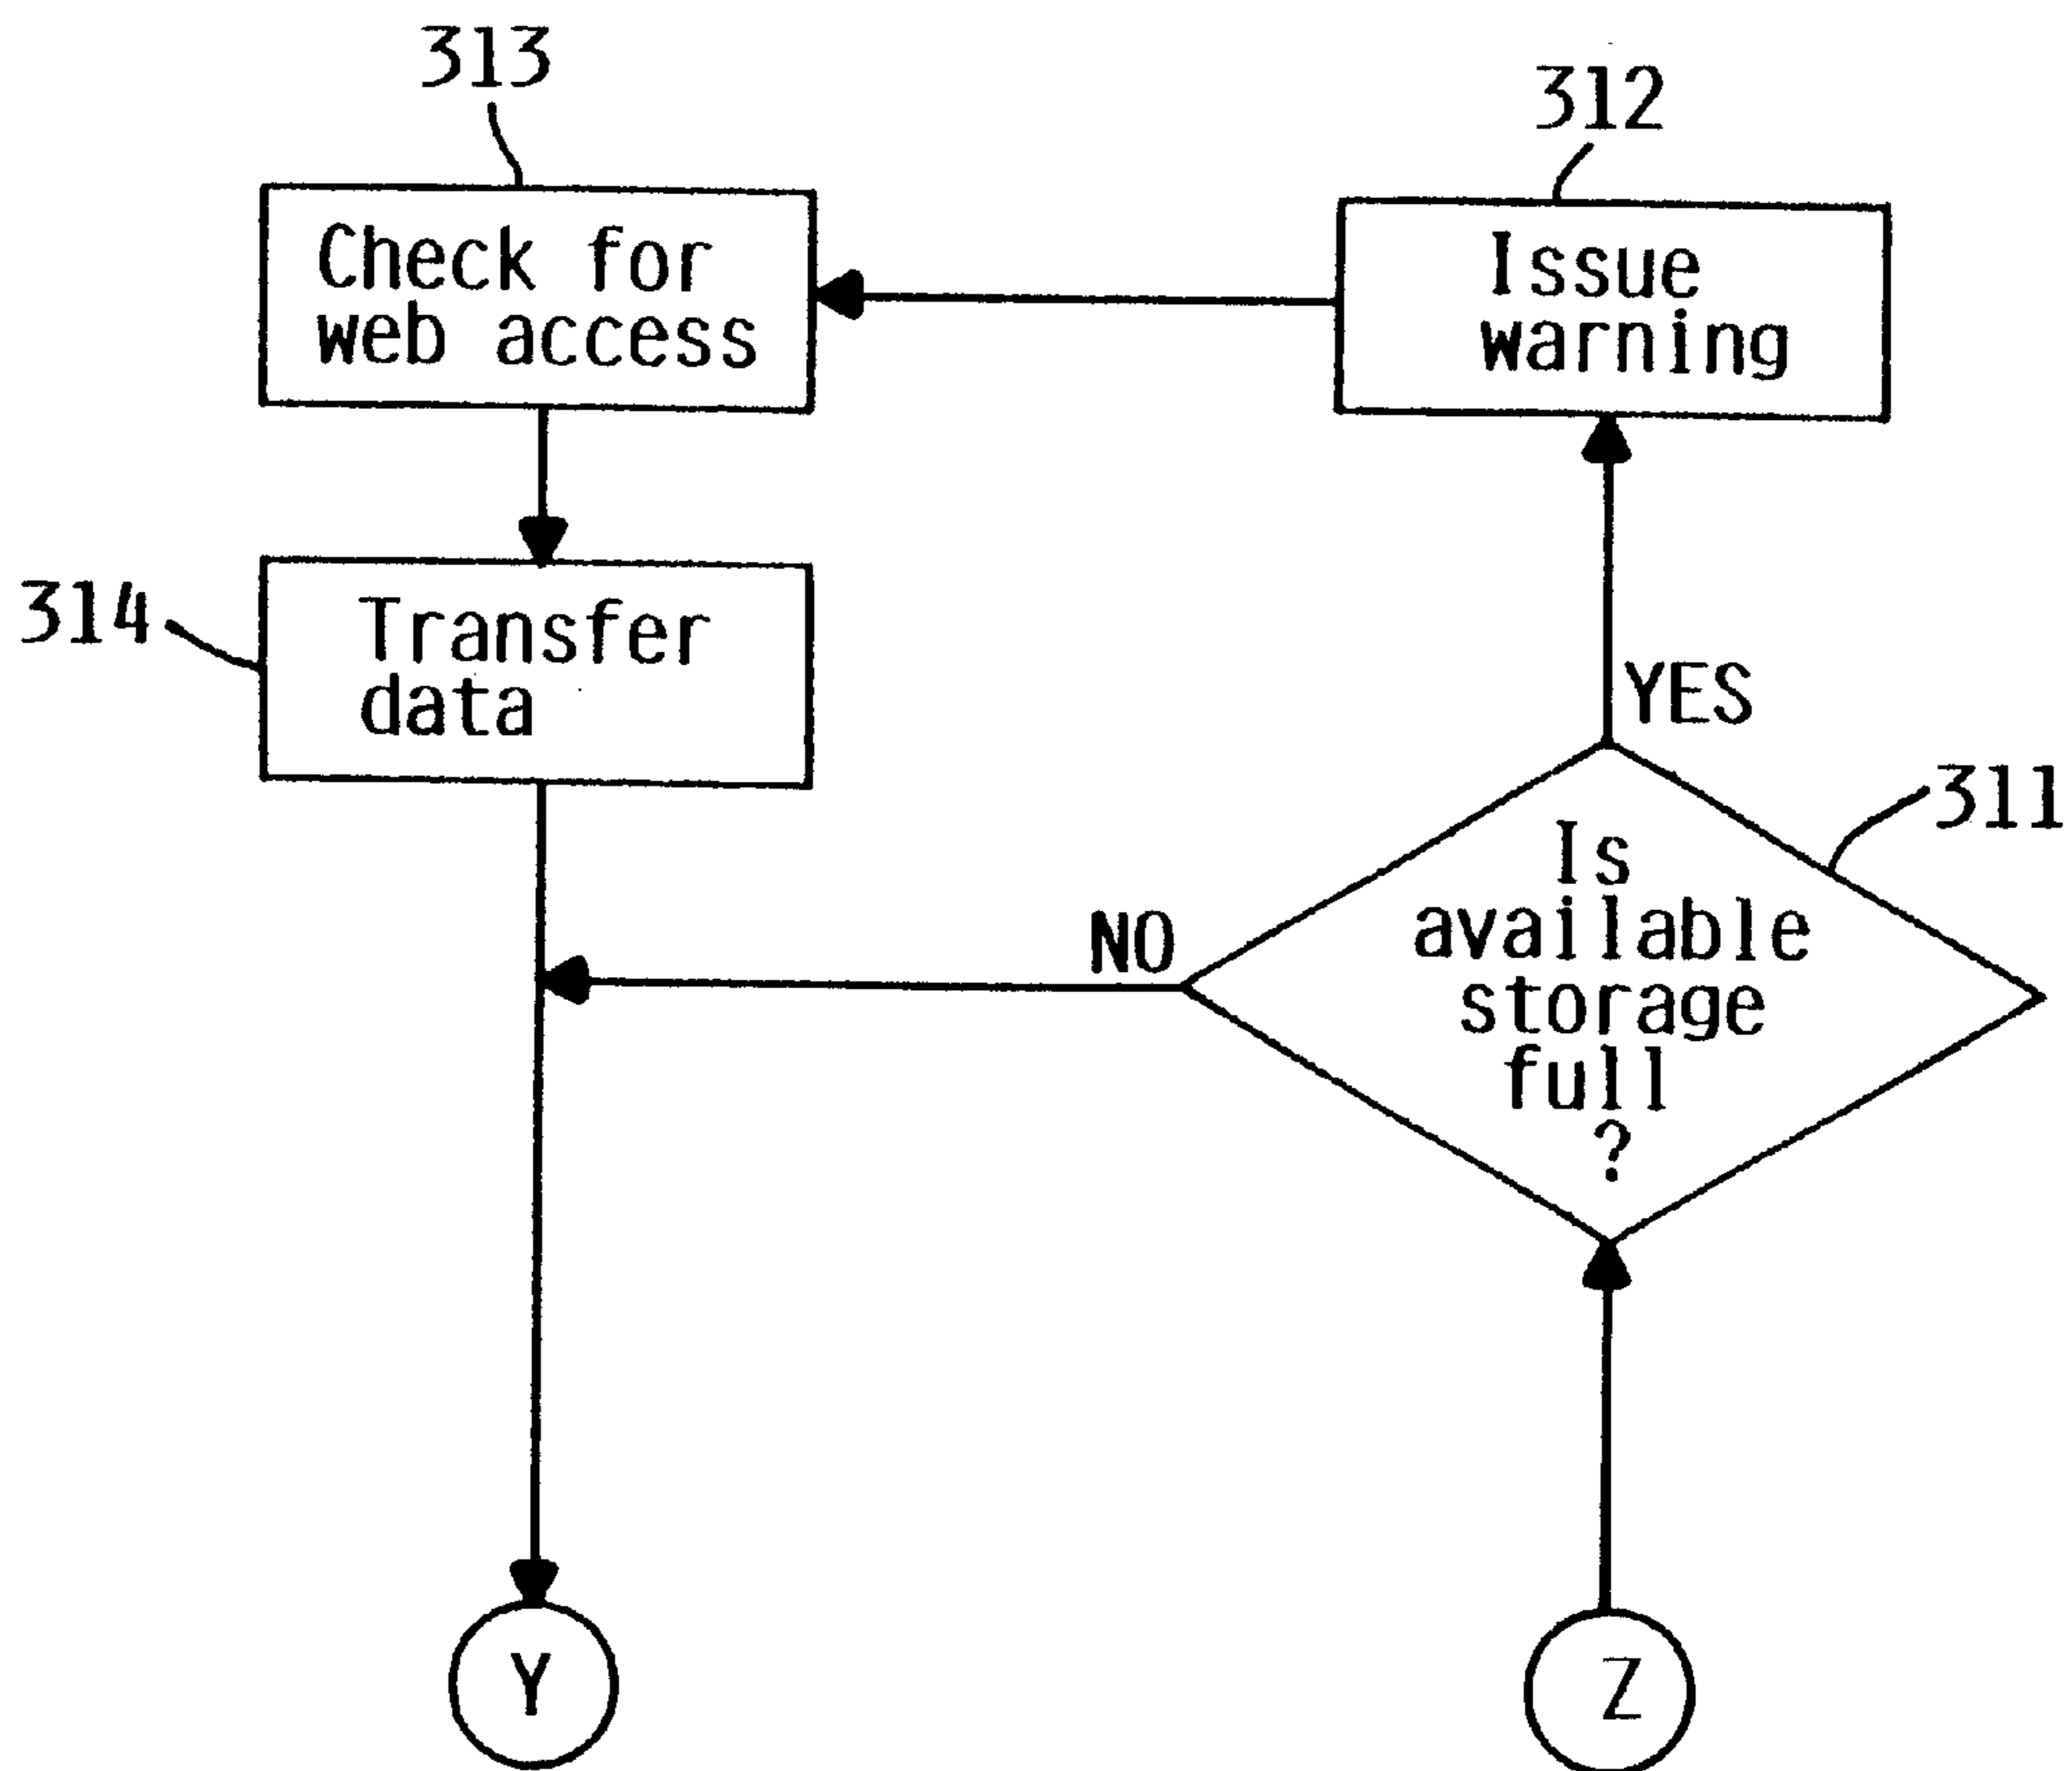 313
312
Check for
web access
Issue
warning
314
Transfer
data
YES
311
Is
available
storage
full
?
NO
Y
Z